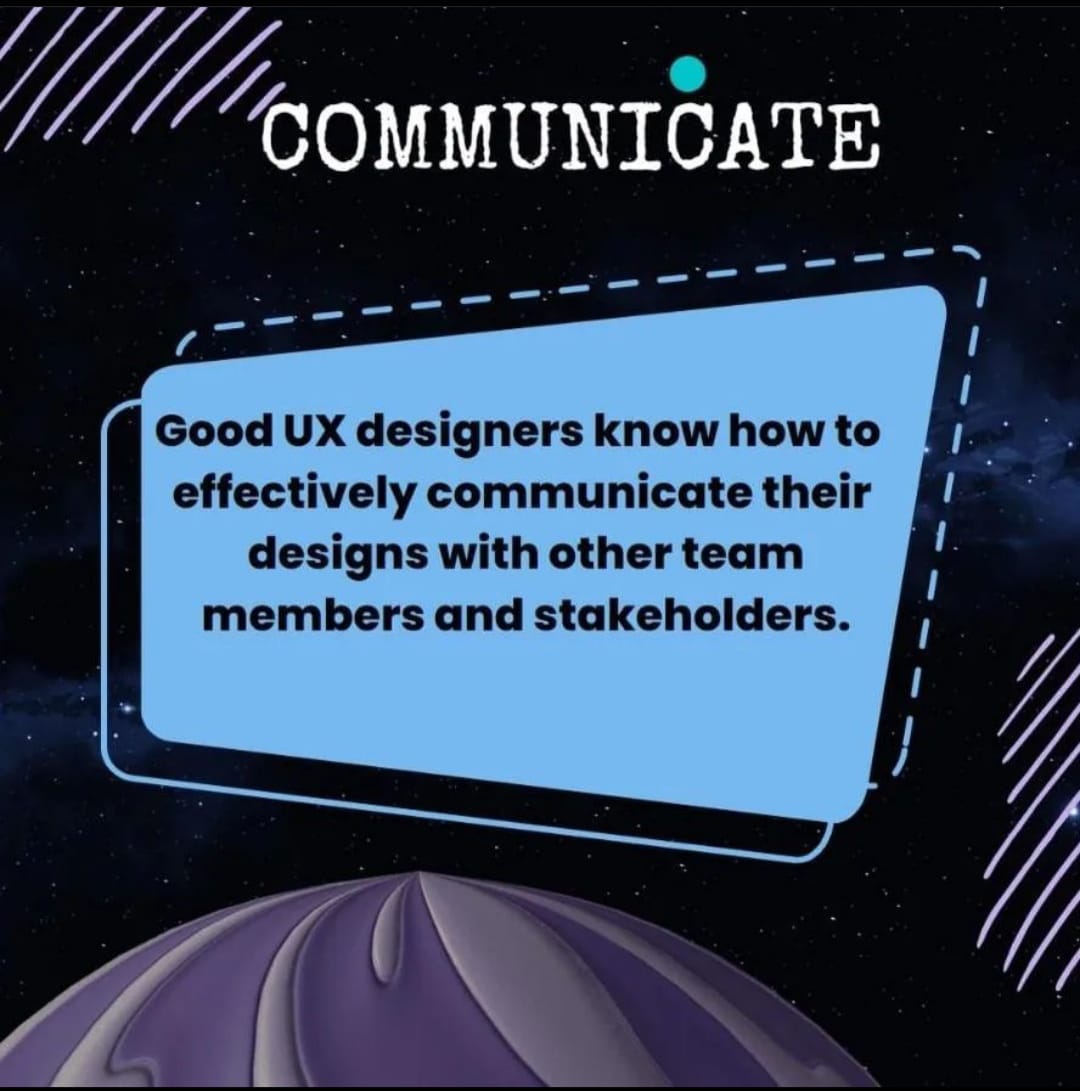 COMMUNICATE
Good UX designers know how to
effectively communicate their
designs with other team
members and stakeholders.